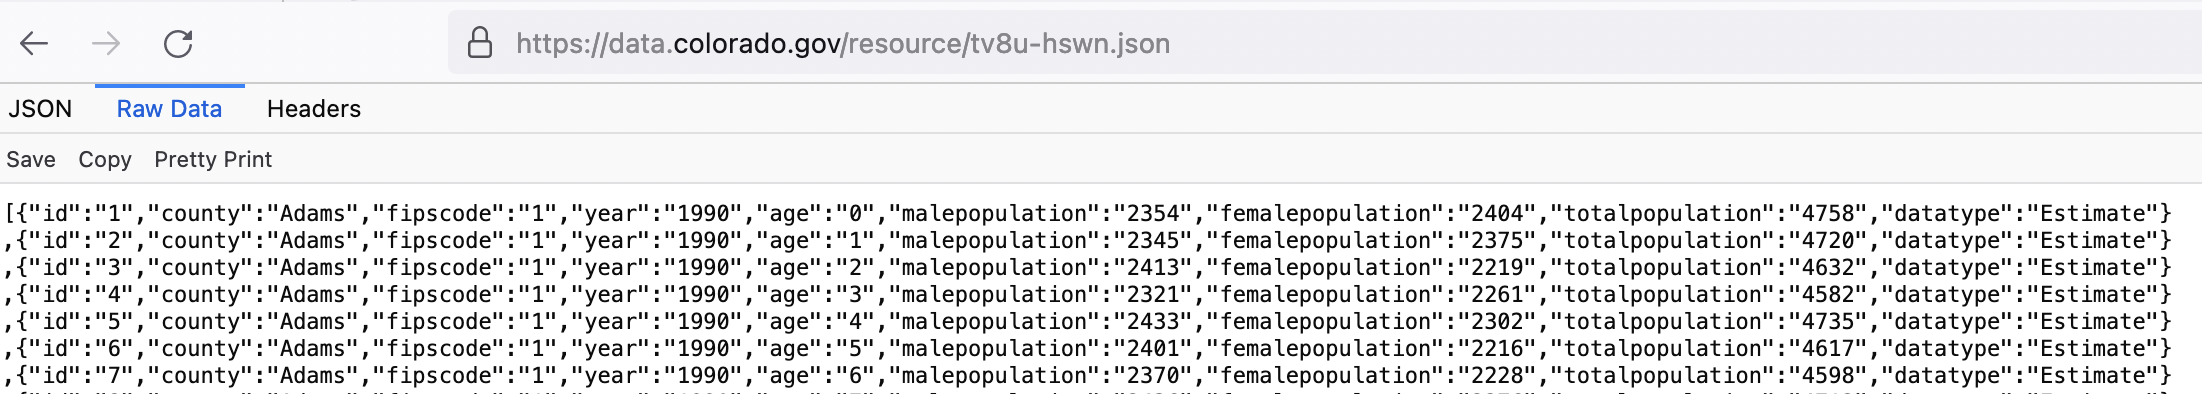 https://data.colorado.gov/resource/tv8u-hswn.json
JSON Raw Data Headers
Save Copy Pretty Print
[{"id":"1","county":"Adams","fipscode":"1","year":"1990","age":"0","malepopulation":"2354","femalepopulation":"2404","totalpopulation":"4758","datatype":"Estimate"}
,{"id":"2","county":"Adams","fipscode":"1","year":"1990","age":"1","malepopulation":"2345","femalepopulation":"2375","totalpopulation":"4720","datatype":"Estimate"}
,{"id":"3","county":"Adams","fipscode":"1","year":"1990","age":"2","malepopulation":"2413","femalepopulation":"2219","totalpopulation":"4632","datatype":"Estimate"}
,{"id":"4","county":"Adams","fipscode":"1","year":"1990","age":"3","malepopulation":"2321","femalepopulation":"2261","totalpopulation":"4582","datatype":"Estimate"}
,{"id":"5","county":"Adams","fipscode":"1","year":"1990","age":"4","malepopulation":"2433","femalepopulation":"2302","totalpopulation":"4735","datatype":"Estimate"}
,{"id":"6","county":"Adams","fipscode":"1","year":"1990","age":"5","malepopulation":"2401","femalepopulation":"2216","totalpopulation":"4617","datatype":"Estimate"}
,{"id":"7","county":"Adams","fipscode":"1","year":"1990","age":"6","malepopulation":"2370","femalepopulation":"2228","totalpopulation":"4598","datatype":"Estimate"}